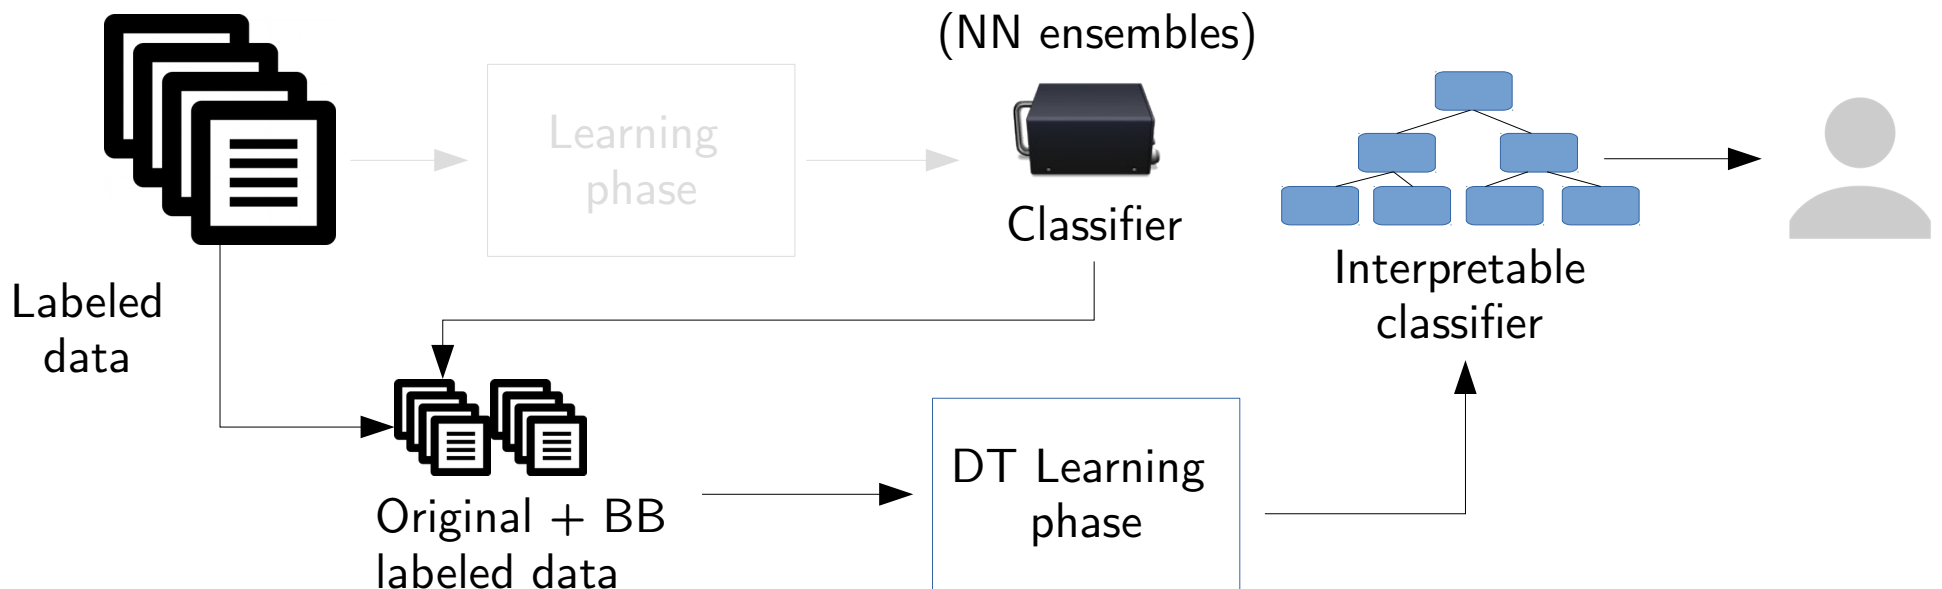 (NN ensembles)
Learning
phase
Classifier
Interpretable
classifier
Labeled
data
Original + BB
labeled data
DT Learning
phase